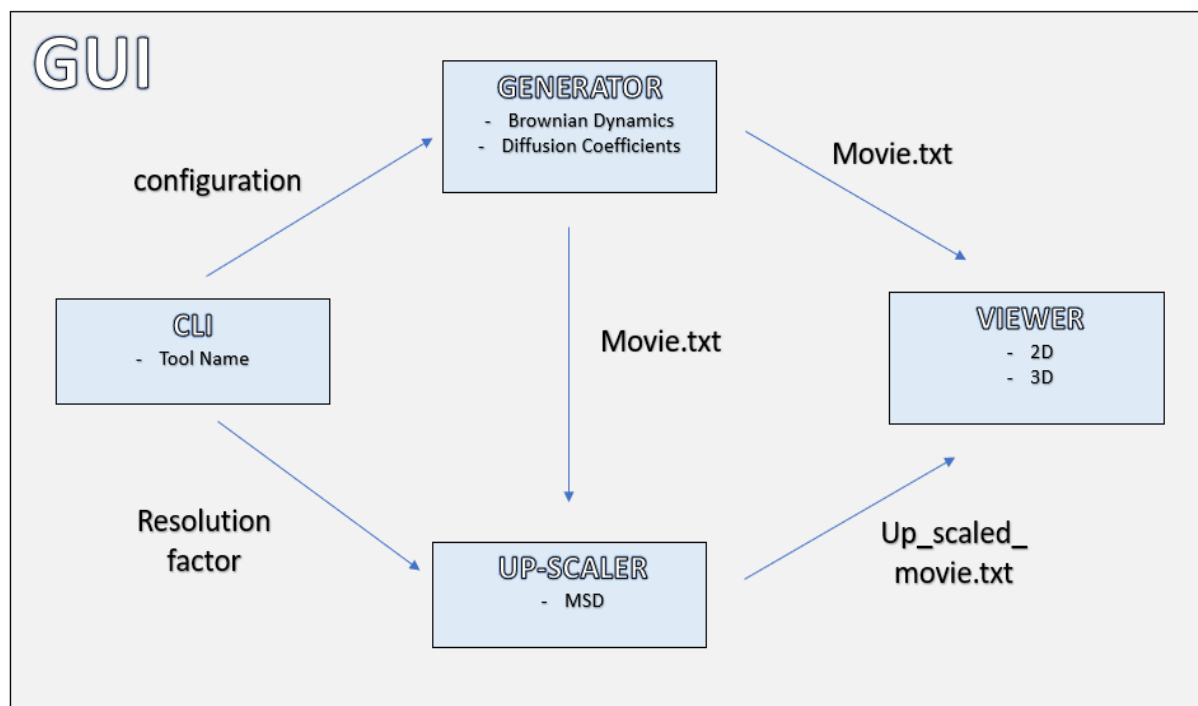 GUI
GENERATOR
- Brownian Dynamics
- Diffusion Coefficients
configuration
Movie.txt
CLI
- Tool Name
Movie.txt
VIEWER
- 2D
- 3D
Resolution
factor
UP-SCALER
- MSD
Up_scaled_
movie.txt